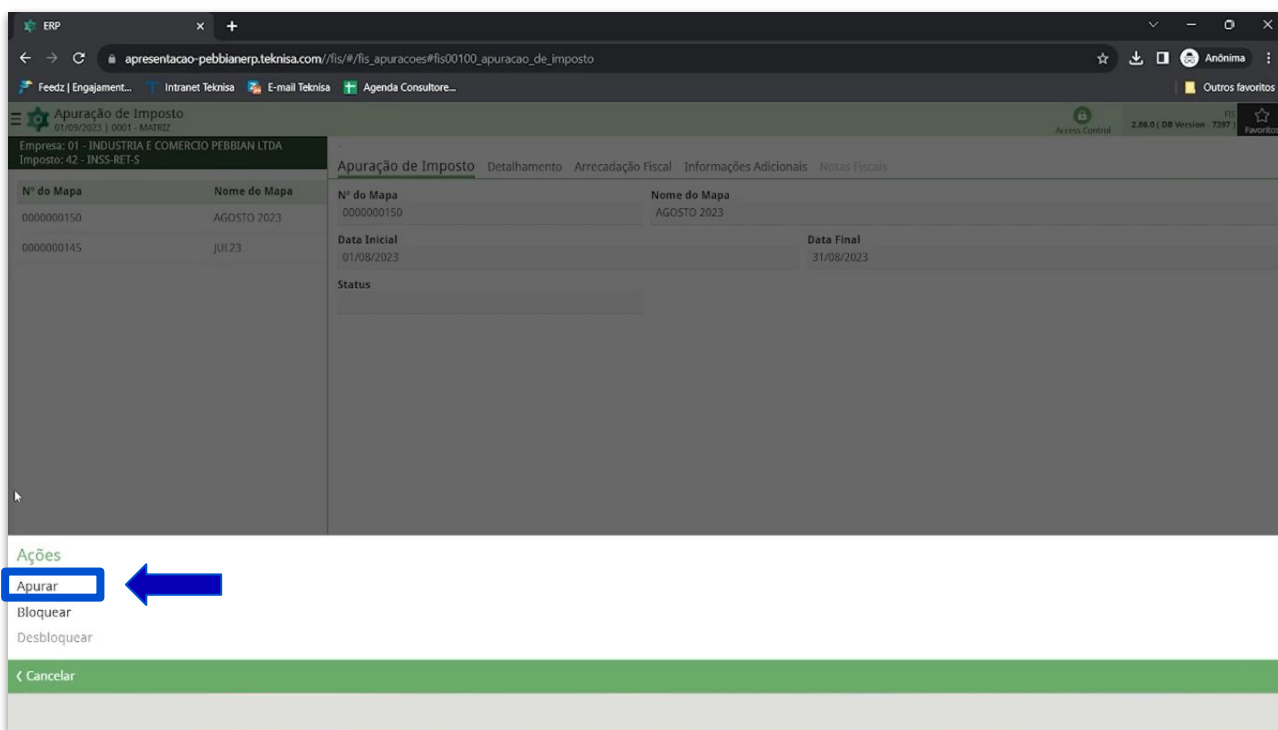 ERP
apresentacao-pebbianerp.teknisa.com//fis/#/fis_apuracoes#fis00100_apuracao_de_imposto
Anônima
Feedz | Engajament... Intranet Teknisa E-mail Teknisa Agenda Consultore...
Outros favoritos
Apuração de Imposto
01/09/2023 | 0001 - MATRIZ
Access Control
2.86.0 ( DB Version - 7397 )
FIS
Favoritos
Empresa: 01 - INDUSTRIA E COMERCIO PEBBIAN LTDA
Imposto: 42 - INSS-RET-S
Nº do Mapa Nome do Mapa
0000000150 AGOSTO 2023
0000000145 JUL23
Apuração de Imposto Detalhamento Arrecadação Fiscal Informações Adicionais Notas Fiscais
Nº do Mapa Nome do Mapa
0000000150 AGOSTO 2023
Data Inicial Data Final
01/08/2023 31/08/2023
Status
Ações
Apurar
Bloquear
Desbloquear
Cancelar